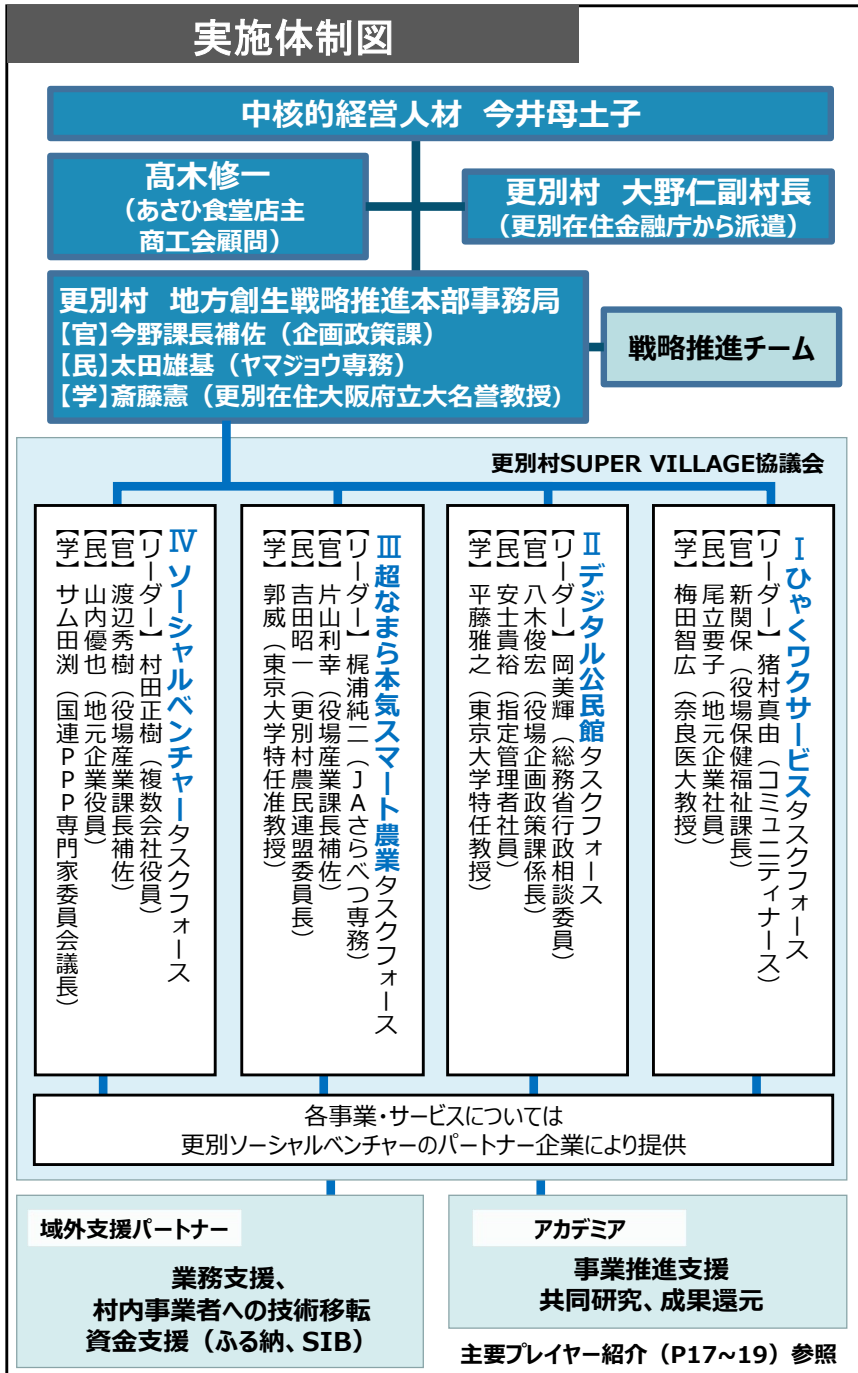 実施体制図
中核的経営人材 今井母土子
髙木修一
(あさひ食堂店主
商工会顧問)
更別村 大野仁副村長
(更別在住金融庁から派遣)
更別村 地方創生戦略推進本部事務局
【官】今野課長補佐(企画政策課)
【民】太田雄基(ヤマジョウ専務)
【学】斎藤憲(更別在住大阪府立大名誉教授)
戦略推進チーム
更別村SUPER VILLAGE協議会
Ⅰひゃくワクサービスタスクフォース
【リーダー】猪村真由(コミュニティナース)
【官】新関保(役場保健福祉課長)
【民】尾立要子(地元企業社員)
【学】梅田智広(奈良医大教授)
Ⅱデジタル公民館タスクフォース
【リーダー】岡美輝(総務省行政相談委員)
【官】八木俊宏(役場企画政策課係長)
【民】安士貴裕(指定管理者社員)
【学】平藤雅之(東京大学特任教授)
Ⅲ超なまら本気スマート農業タスクフォース
【リーダー】梶浦純二(JAさらべつ専務)
【官】片山利幸(役場産業課長補佐)
【民】吉田昭一(更別村農民連盟委員長)
【学】郭威(東京大学特任准教授)
Ⅳソーシャルベンチャータスクフォース
【リーダー】村田正樹(複数会社役員)
【官】渡辺秀樹(役場産業課長補佐)
【民】山内優也(地元企業役員)
【学】サム田渕(国連PPP専門家委員会議長)
各事業・サービスについては
更別ソーシャルベンチャーのパートナー企業により提供
域外支援パートナー
業務支援、
村内事業者への技術移転
資金支援(ふる納、SIB)
アカデミア
事業推進支援
共同研究、成果還元
主要プレイヤー紹介(P17~19)参照